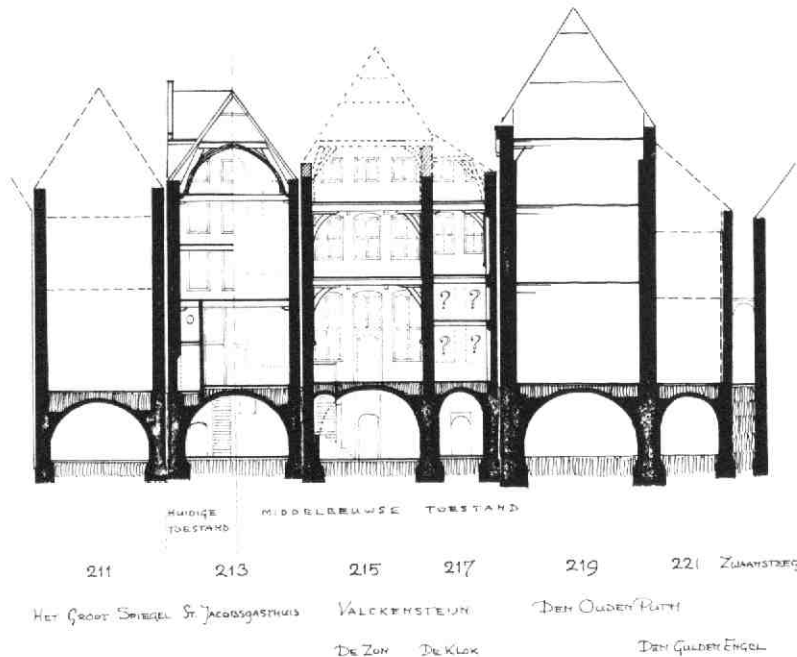 ? ?
? ?
HUIDIGE MIDDELEEUWSE TOESTAND
TOESTAND
211 213 215 217 219 221 ZWAANSTEEG
HET GROOT SPIEGEL ST. JACOBSGASTHUIS VALCKENSTEIJN DEN OUDEN PUTH
DE ZON DE KLOK DEN GULDEN ENGEL